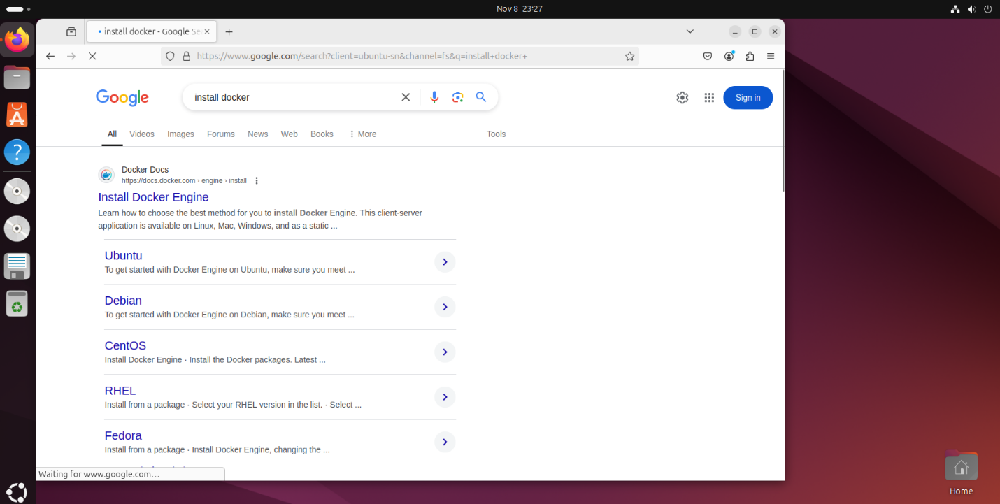 Nov 8 23:27
install docker - Google Se
https://www.google.com/search?client=ubuntu-sn&channel=fs&q=install+docker+
Google
install docker
Sign in
All
Videos
Images
Forums
News
Web
Books
More
Tools
Docker Docs
https://docs.docker.com › engine › install
Install Docker Engine
Learn how to choose the best method for you to install Docker Engine. This client-server
application is available on Linux, Mac, Windows, and as a static ...
Ubuntu
To get started with Docker Engine on Ubuntu, make sure you meet ...
Debian
To get started with Docker Engine on Debian, make sure you meet ...
CentOS
Install Docker Engine · Install the Docker packages. Latest ...
RHEL
Install from a package · Select your RHEL version in the list. · Select ...
Fedora
Install from a package · Install Docker Engine, changing the ...
Waiting for www.google.com…
Home